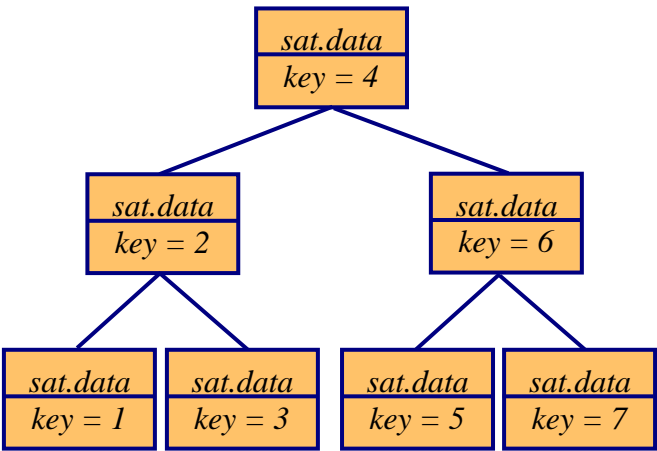 sat.data
key = 4
sat.data
key = 2
sat.data
key = 6
sat.data
key = 1
sat.data
key = 3
sat.data
key = 5
sat.data
key = 7